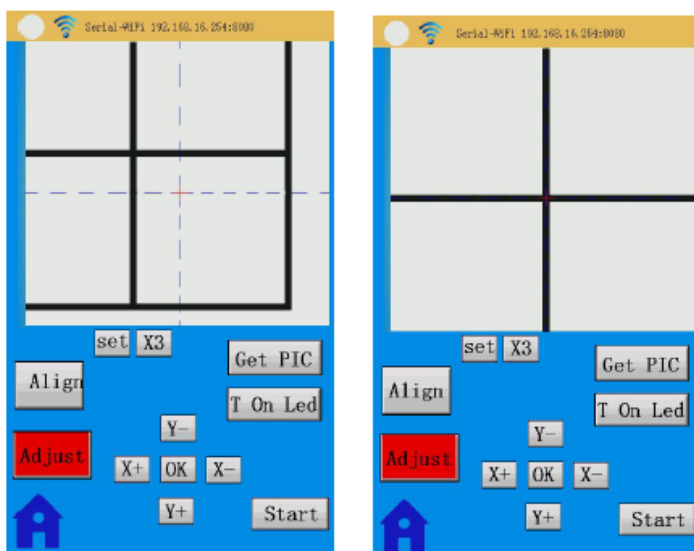 Serial-WiFi 192.168.16.254:8080
set X3
Get PIC
Align
T On Led
Y-
Adjust
X+ OK X-
Y+
Start
Serial-WiFi 192.168.16.254:8080
set X3
Get PIC
Align
T On Led
Y-
Adjust
X+ OK X-
Y+
Start